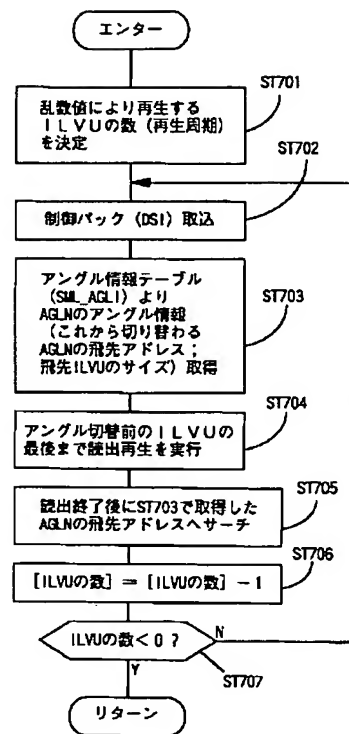 エンター
ST701
乱数値により再生する
ILVUの数(再生周期)
を決定
ST702
制御パック(DSI)取込
アングル情報テーブル
(SML_AGLI)より
AGLNのアングル情報
(これから切り替わる
AGLNの飛先アドレス;
飛先ILVUのサイズ)取得
ST703
ST704
アングル切替前のILVUの
最後まで読出再生を実行
ST705
読出終了後にST703で取得した
AGLNの飛先アドレスへサーチ
ST706
[ILVUの数]=[ILVUの数]-1
ILVUの数<0?
N
Y
ST707
リターン